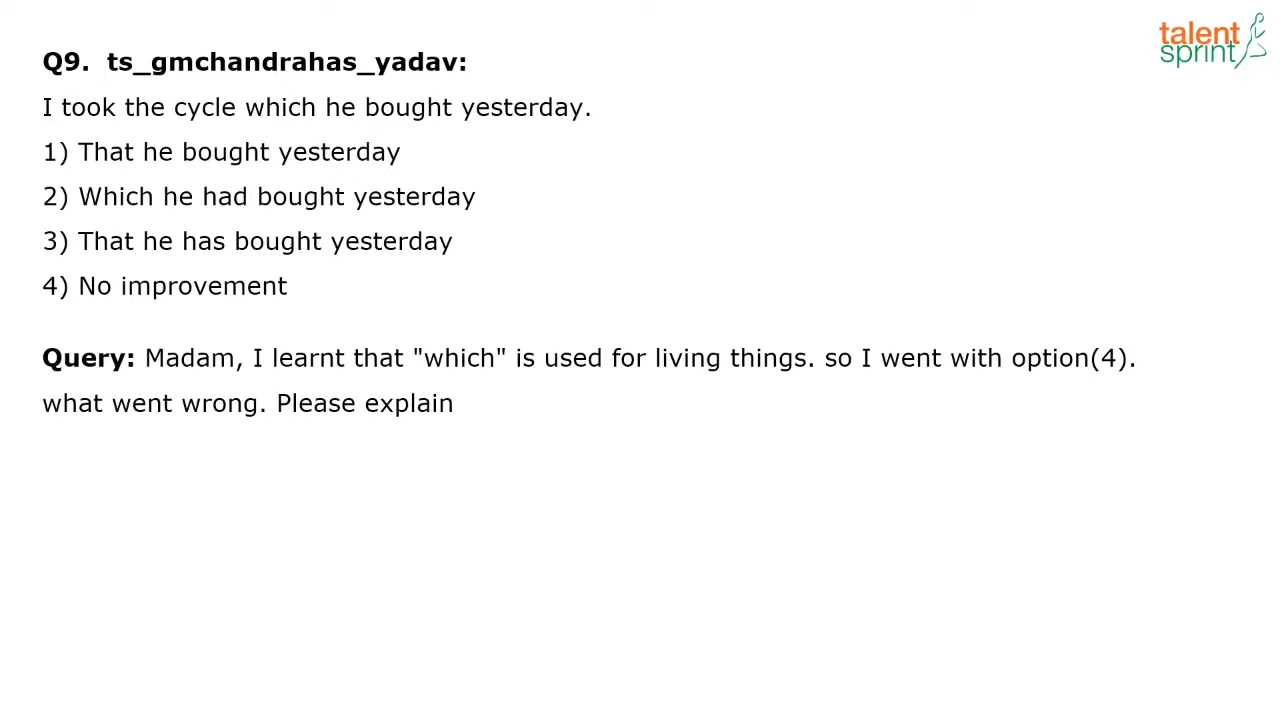 talent
sprint
Q9. ts_gmchandrahas_yadav:
I took the cycle which he bought yesterday.
1) That he bought yesterday
2) Which he had bought yesterday
3) That he has bought yesterday
4) No improvement
Query: Madam, I learnt that "which" is used for living things. so I went with option(4).
what went wrong. Please explain